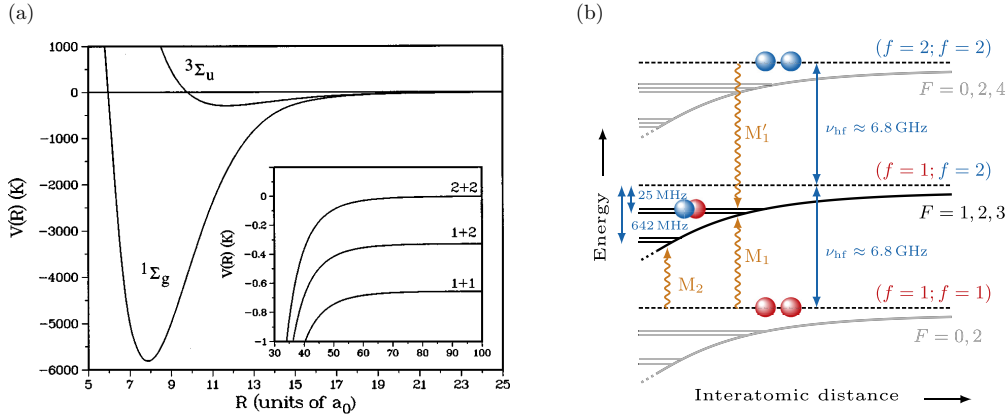 (a)
1000
0
-1000
-2000
-3000
-4000
-5000
-6000
V(R) (K)
³Σᵤ
¹Σg
5 7 9 11 13 15 17 19 21 23 25
R (units of a₀)
0
-0.2
-0.4
-0.6
-0.8
-1
V(R) (K)
2+2
1+2
1+1
30 40 50 60 70 80 90 100
(b)
(f = 2; f = 2)
F = 0, 2, 4
M₁′
νhf ≈ 6.8 GHz
(f = 1; f = 2)
25 MHz
642 MHz
F = 1, 2, 3
M₂
M₁
νhf ≈ 6.8 GHz
(f = 1; f = 1)
F = 0, 2
Energy
Interatomic distance